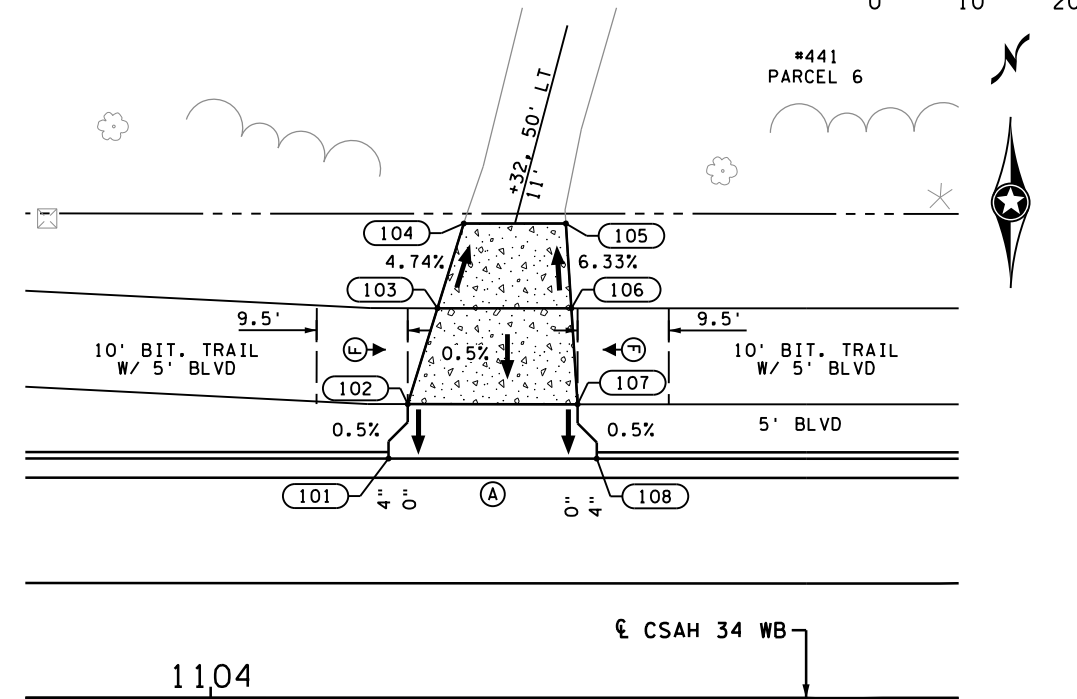 0 10 20
N
#441
PARCEL 6
+32, 50' LT
11'
104
105
4.74%
6.33%
103
106
9.5'
9.5'
10' BIT. TRAIL
W/ 5' BLVD
F
0.5%
F
10' BIT. TRAIL
W/ 5' BLVD
102
107
0.5%
0.5%
5' BLVD
101
4"
0"
A
0"
4"
108
℄ CSAH 34 WB
1104